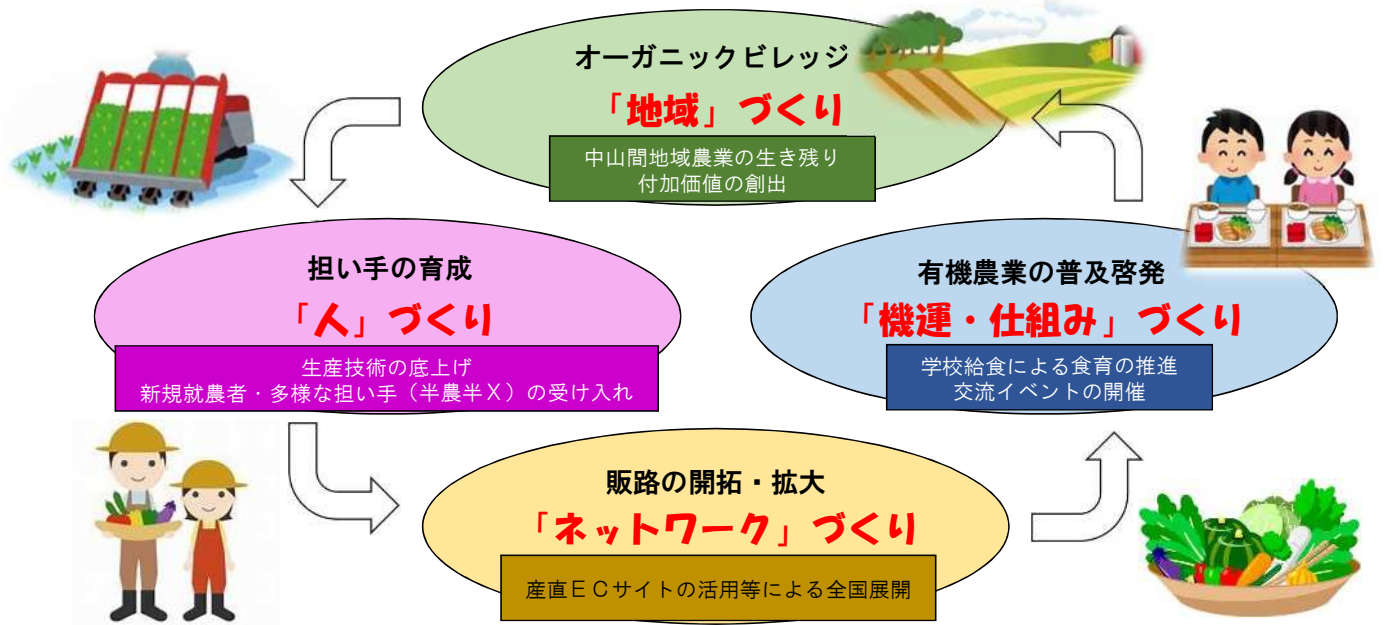 オーガニックビレッジ
「地域」づくり
中山間地域農業の生き残り
付加価値の創出
担い手の育成
「人」づくり
生産技術の底上げ
新規就農者・多様な担い手（半農半Ｘ）の受け入れ
有機農業の普及啓発
「機運・仕組み」づくり
学校給食による食育の推進
交流イベントの開催
販路の開拓・拡大
「ネットワーク」づくり
産直ＥＣサイトの活用等による全国展開